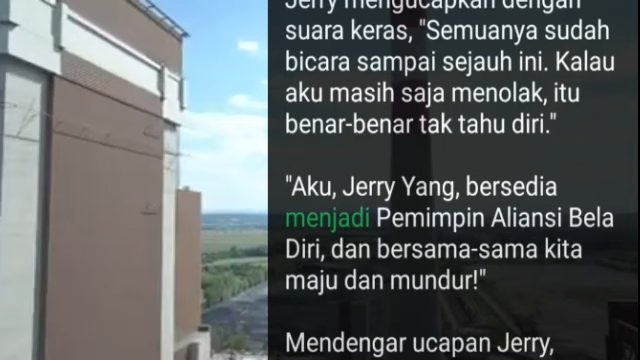 Jerry mengucapkan dengan
suara keras, "Semuanya sudah
bicara sampai sejauh ini. Kalau
aku masih saja menolak, itu
benar-benar tak tahu diri."
"Aku, Jerry Yang, bersedia
menjadi Pemimpin Aliansi Bela
Diri, dan bersama-sama kita
maju dan mundur!"
Mendengar ucapan Jerry,